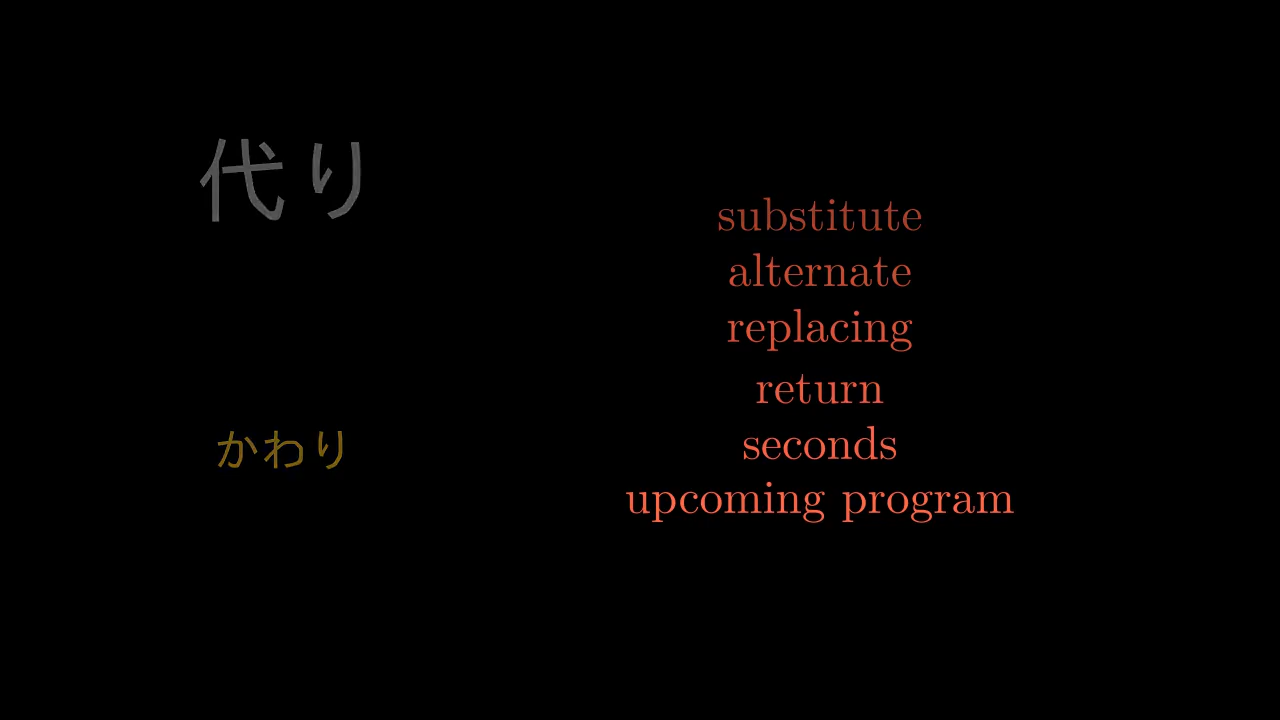 代り
かわり
substitute
alternate
replacing
return
seconds
upcoming program